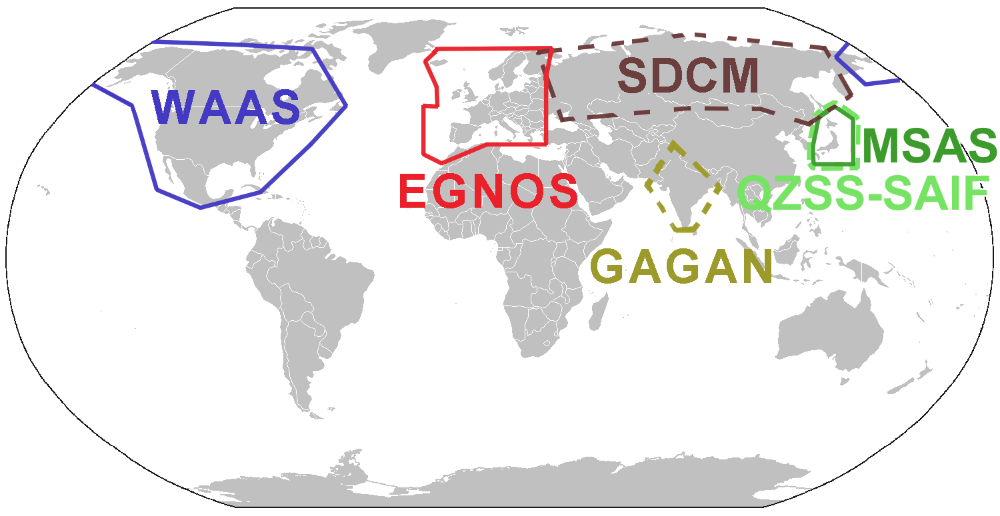 SDCM
WAAS
MSAS
EGNOS
QZSS-SAIF
GAGAN